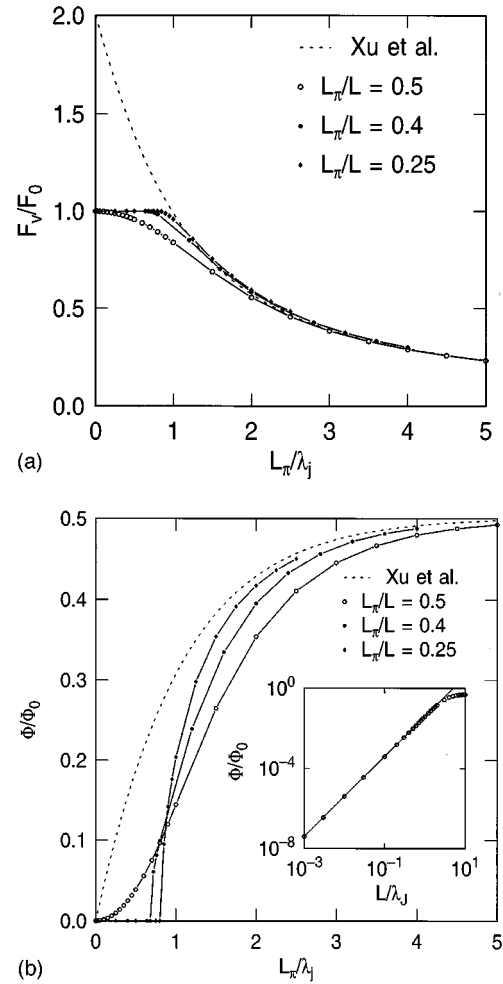 2.0
1.5
1.0
0.5
0.0
F_v/F_0
Xu et al.
L_π/L = 0.5
L_π/L = 0.4
L_π/L = 0.25
0 1 2 3 4 5
L_π/λ_j
(a)
0.5
0.4
0.3
0.2
0.1
0.0
Φ/Φ_0
Xu et al.
L_π/L = 0.5
L_π/L = 0.4
L_π/L = 0.25
10^0
10^-4
10^-8
Φ/Φ_0
10^-3 10^-1 10^1
L/λ_J
0 1 2 3 4 5
L_π/λ_j
(b)